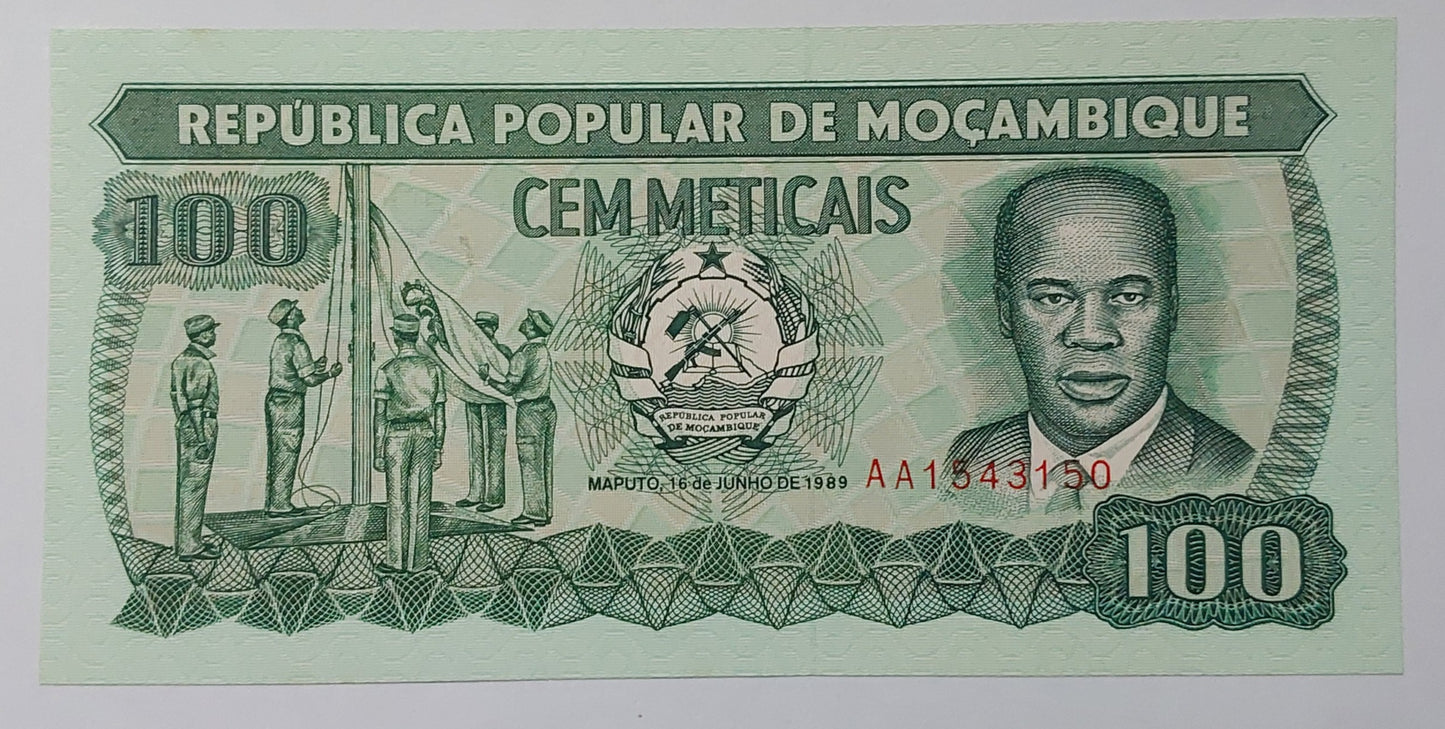 REPÚBLICA POPULAR DE MOÇAMBIQUE
100
CEM METICAIS
REPÚBLICA POPULAR
DE MOÇAMBIQUE
MAPUTO, 16 de JUNHO DE 1989
AA1543150
100